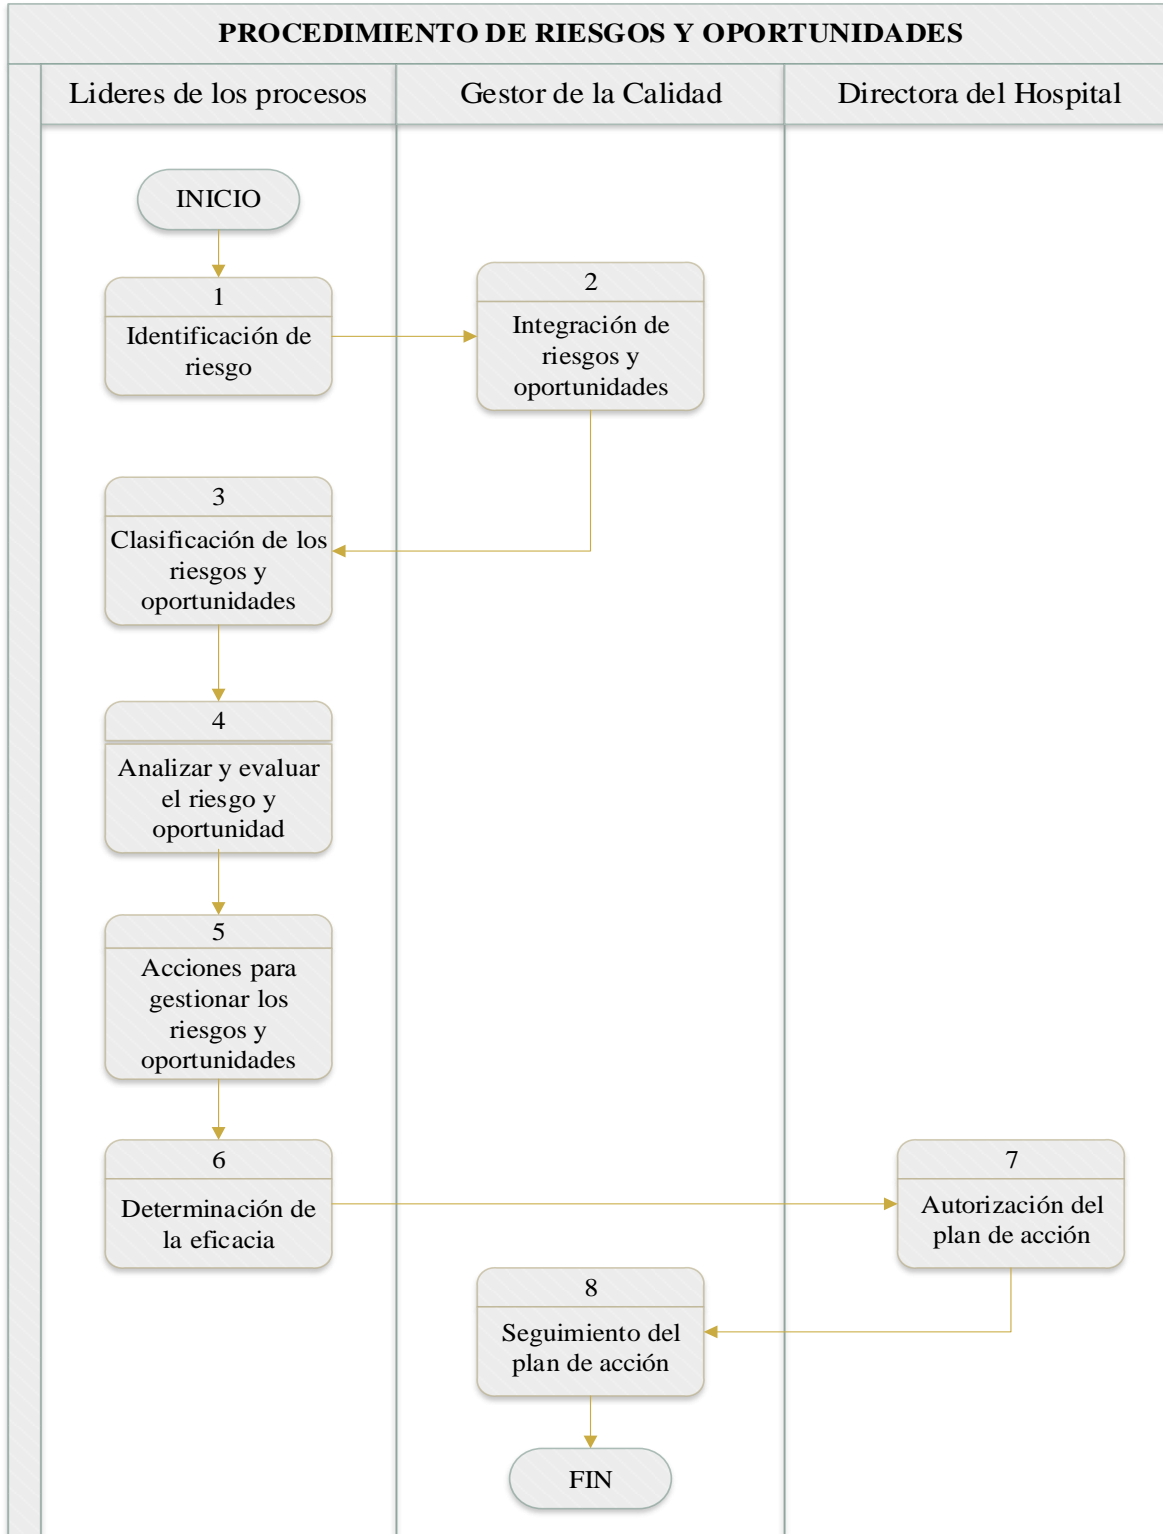 PROCEDIMIENTO DE RIESGOS Y OPORTUNIDADES
Lideres de los procesos
Gestor de la Calidad
Directora del Hospital
INICIO
1
Identificación de
riesgo
2
Integración de
riesgos y
oportunidades
3
Clasificación de los
riesgos y
oportunidades
4
Analizar y evaluar
el riesgo y
oportunidad
5
Acciones para
gestionar los
riesgos y
oportunidades
6
Determinación de
la eficacia
7
Autorización del
plan de acción
8
Seguimiento del
plan de acción
FIN